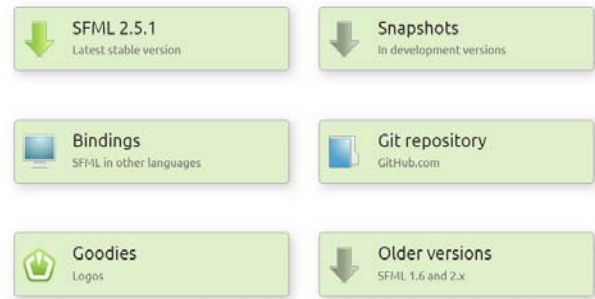 SFML 2.5.1
Latest stable version
Snapshots
In development versions
Bindings
SFML in other languages
Git repository
GitHub.com
Goodies
Logos
Older versions
SFML 1.6 and 2.x